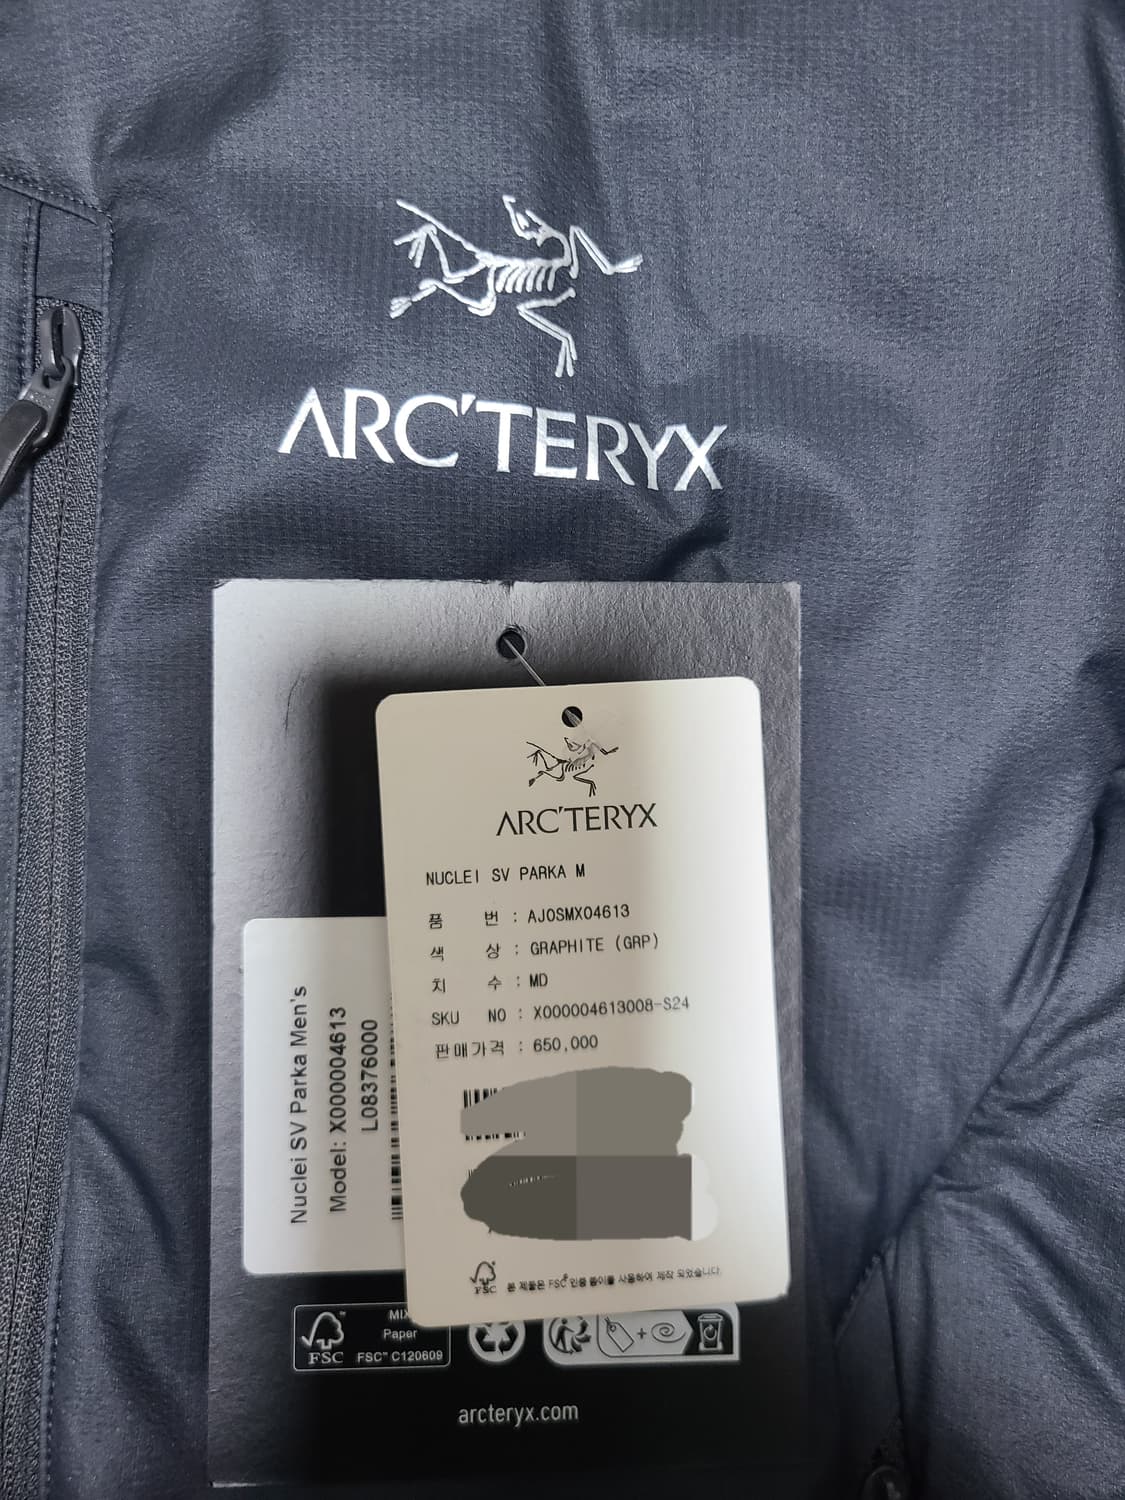 ARC'TERYX
ARC'TERYX
NUCLEI SV PARKA M
품 번 : AJOSMX04613
색 상 : GRAPHITE (GRP)
치 수 : MD
SKU NO : X000004613008-S24
판매가격 : 650,000
FSC
본 제품은 FSC® 인증 종이를 사용하여 제작 되었습니다.
Nuclei SV Parka Men's
Model: X000004613
L08376000
FSC™
MIX
Paper
FSC™ C120609
arcteryx.com